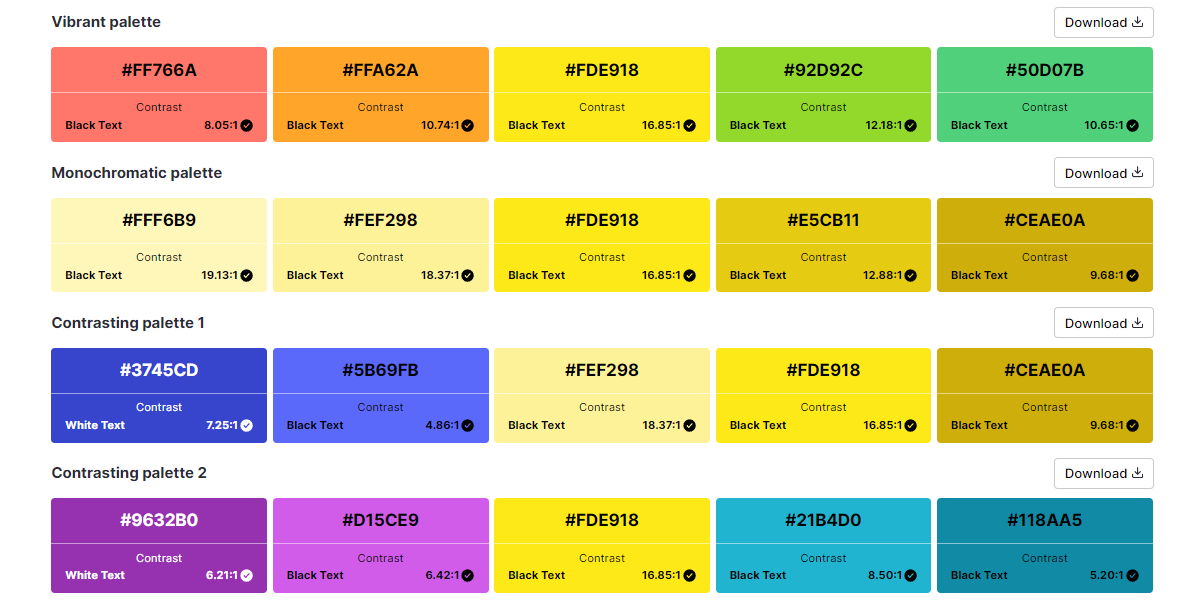 Vibrant palette
Download
#FF766A #FFA62A #FDE918 #92D92C #50D07B
Contrast Contrast Contrast Contrast Contrast
Black Text 8.05:1 Black Text 10.74:1 Black Text 16.85:1 Black Text 12.18:1 Black Text 10.65:1
Monochromatic palette
Download
#FFF6B9 #FEF298 #FDE918 #E5CB11 #CEAE0A
Contrast Contrast Contrast Contrast Contrast
Black Text 19.13:1 Black Text 18.37:1 Black Text 16.85:1 Black Text 12.88:1 Black Text 9.68:1
Contrasting palette 1
Download
#3745CD #5B69FB #FEF298 #FDE918 #CEAE0A
Contrast Contrast Contrast Contrast Contrast
White Text 7.25:1 Black Text 4.86:1 Black Text 18.37:1 Black Text 16.85:1 Black Text 9.68:1
Contrasting palette 2
Download
#9632B0 #D15CE9 #FDE918 #21B4D0 #118AA5
Contrast Contrast Contrast Contrast Contrast
White Text 6.21:1 Black Text 6.42:1 Black Text 16.85:1 Black Text 8.50:1 Black Text 5.20:1